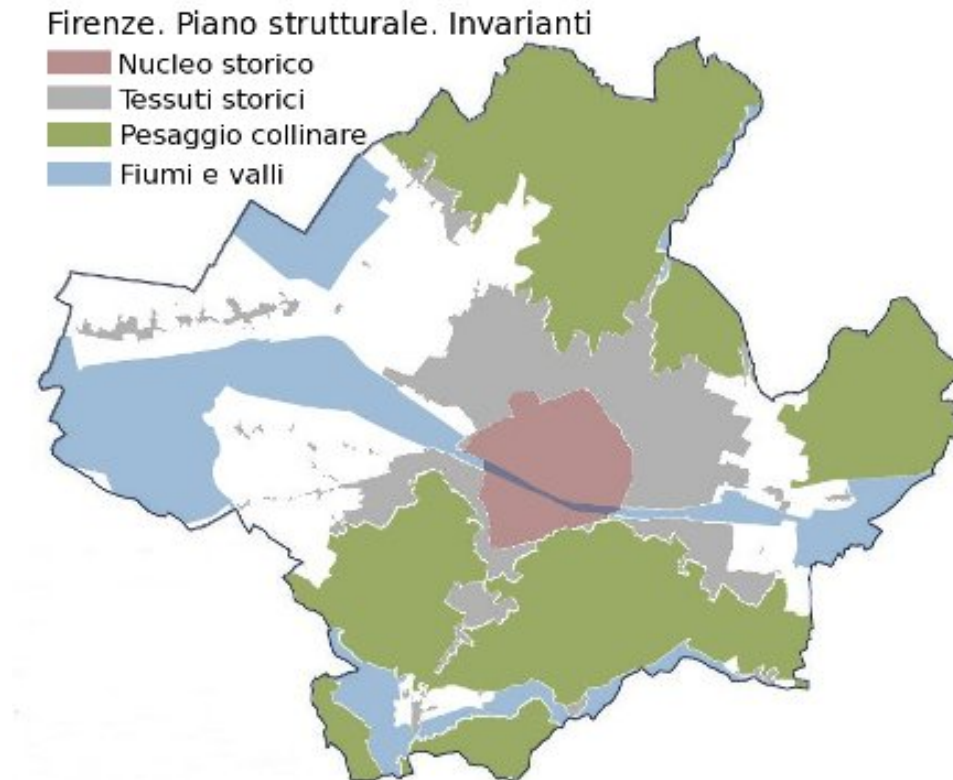 Firenze. Piano strutturale. Invarianti
Nucleo storico
Tessuti storici
Pesaggio collinare
Fiumi e valli